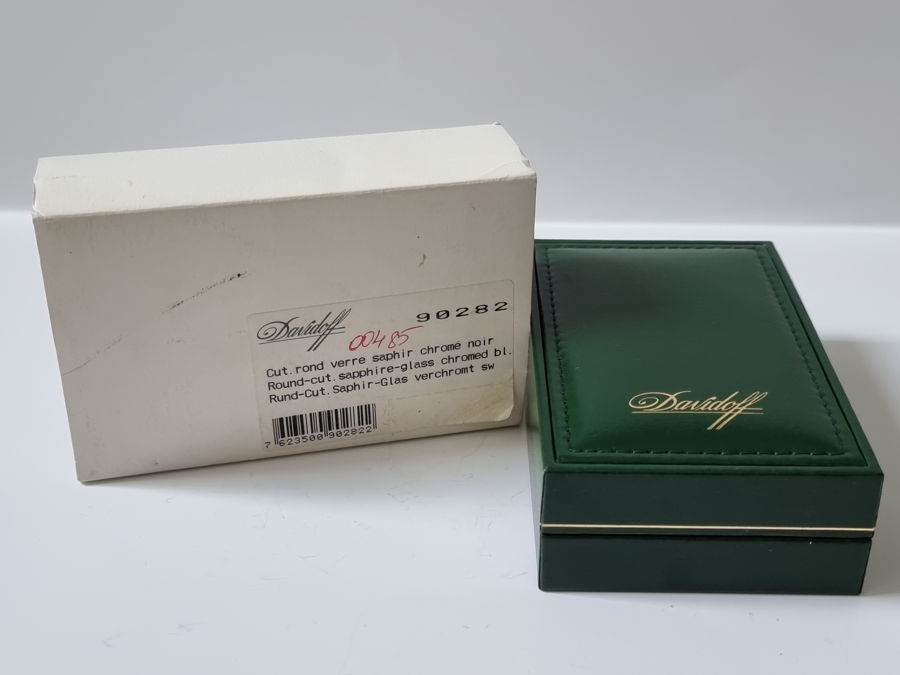 Davidoff
90282
00485
Cut.rond verre saphir chromé noir
Round-cut.sapphire-glass chromed bl.
Rund-Cut.Saphir-Glas verchromt sw
7 623500 902822
Davidoff